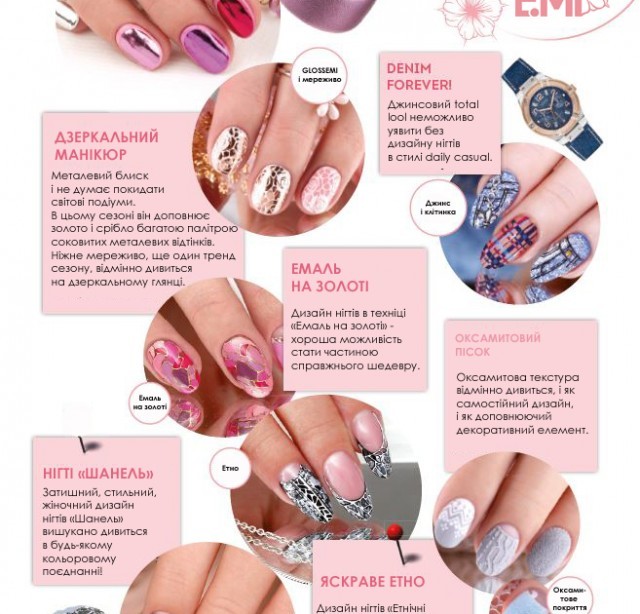 E.MI
GLOSSEMI
і мереживо
DENIM
FOREVER!
Джинсовий total
lool неможливо
уявити без
дизайну нігтів
в стилі daily casual.
ДЗЕРКАЛЬНИЙ
МАНІКЮР
Металевий блиск
і не думає покидати
світові подіуми.
В цьому сезоні він доповнює
золото і срібло багатою палітрою
соковитих металевих відтінків.
Ніжне мереживо, ще один тренд
сезону, відмінно дивиться
на дзеркальному глянці.
Джинс
і клітинка
ЕМАЛЬ
НА ЗОЛОТІ
Дизайн нігтів в техніці
«Емаль на золоті» -
хороша можливість
стати частиною
справжнього шедевру.
ОКСАМИТОВИЙ
ПІСОК
Оксамитова текстура
відмінно дивиться, і як
самостійний дизайн,
і як доповнюючий
декоративний елемент.
Емаль
на золоті
Етно
НІГТІ «ШАНЕЛЬ»
Затишний, стильний,
жіночний дизайн
нігтів «Шанель»
вишукано дивиться
в будь-якому
кольоровому
поєднанні!
ЯСКРАВЕ ЕТНО
Дизайн нігтів «Етнічні
Оксами-
тове
покриття